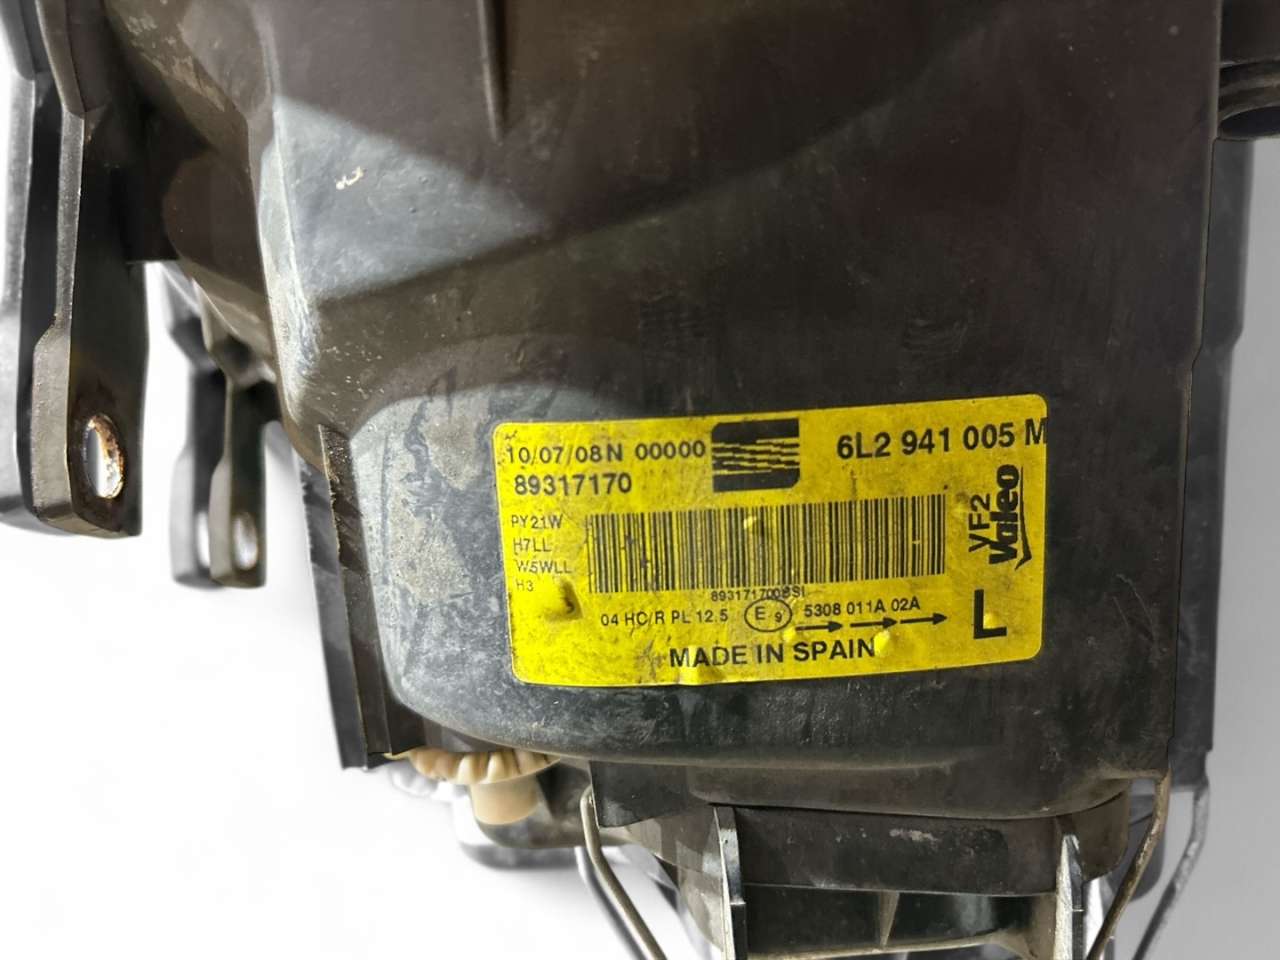 10/07/08N 00000
6L2 941 005 M
89317170
PY21W
H7LL
W5WLL
H3
VF2
Valeo
8931717008SI
04 HC/R PL 12.5 E9 5308 011A 02A
L
MADE IN SPAIN